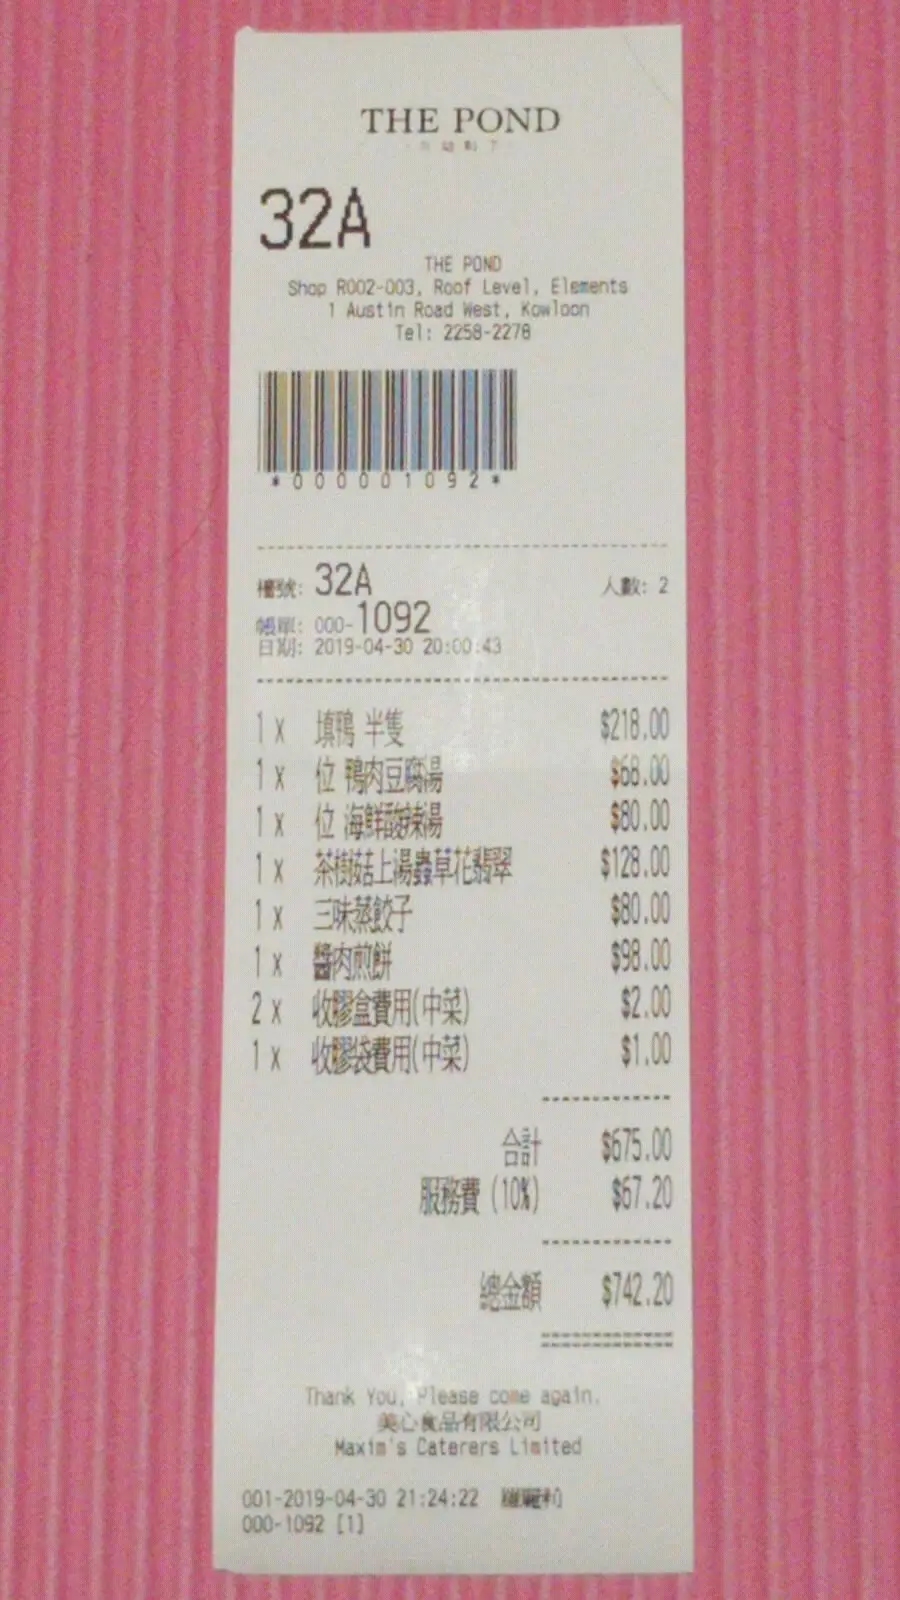 THE POND
32A
THE POND
Shop R002-003, Roof Level, Elements
1 Austin Road West, Kowloon
Tel: 2258-2278
*000001092*
檯號: 32A 人數: 2
帳單: 000-1092
日期: 2019-04-30 20:00:43
1 x 填鴨 半隻 $218.00
1 x 位 鴨肉豆腐湯 $68.00
1 x 位 海鮮酸辣湯 $80.00
1 x 茶樹菇上湯蟲草花翡翠 $128.00
1 x 三味蒸餃子 $80.00
1 x 醬肉煎餅 $98.00
2 x 收膠盒費用(中菜) $2.00
1 x 收膠袋費用(中菜) $1.00
合計 $675.00
服務費 (10%) $67.20
總金額 $742.20
Thank You, Please come again.
美心食品有限公司
Maxim's Caterers Limited
001-2019-04-30 21:24:22
000-1092 [1]